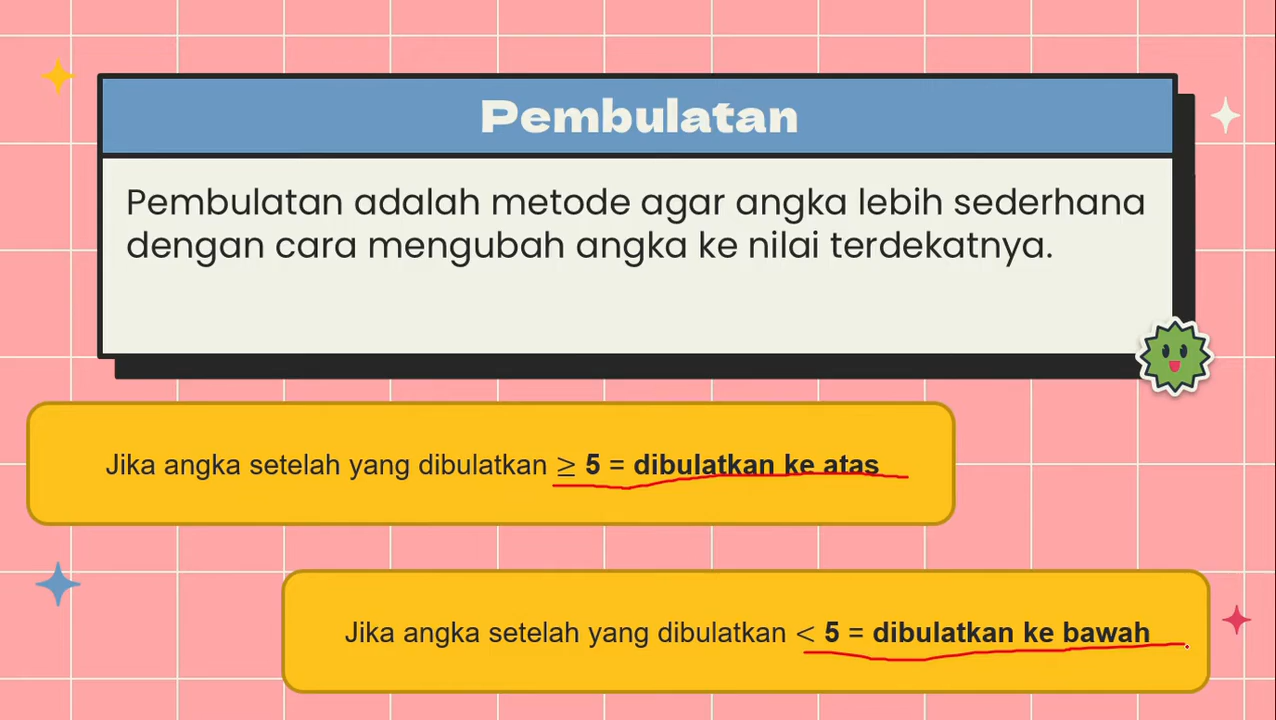 Pembulatan
Pembulatan adalah metode agar angka lebih sederhana
dengan cara mengubah angka ke nilai terdekatnya.
Jika angka setelah yang dibulatkan ≥ 5 = dibulatkan ke atas
Jika angka setelah yang dibulatkan < 5 = dibulatkan ke bawah